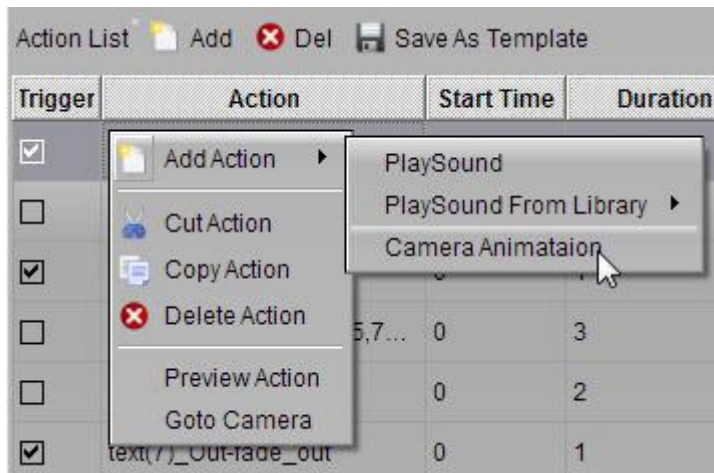 Action List Add Del Save As Template
Trigger Action Start Time Duration
Add Action
PlaySound
PlaySound From Library
Camera Animataion
Cut Action
Copy Action
Delete Action
5,7... 0 3
Preview Action
0 2
Goto Camera
text(7)_Out-fade_out 0 1